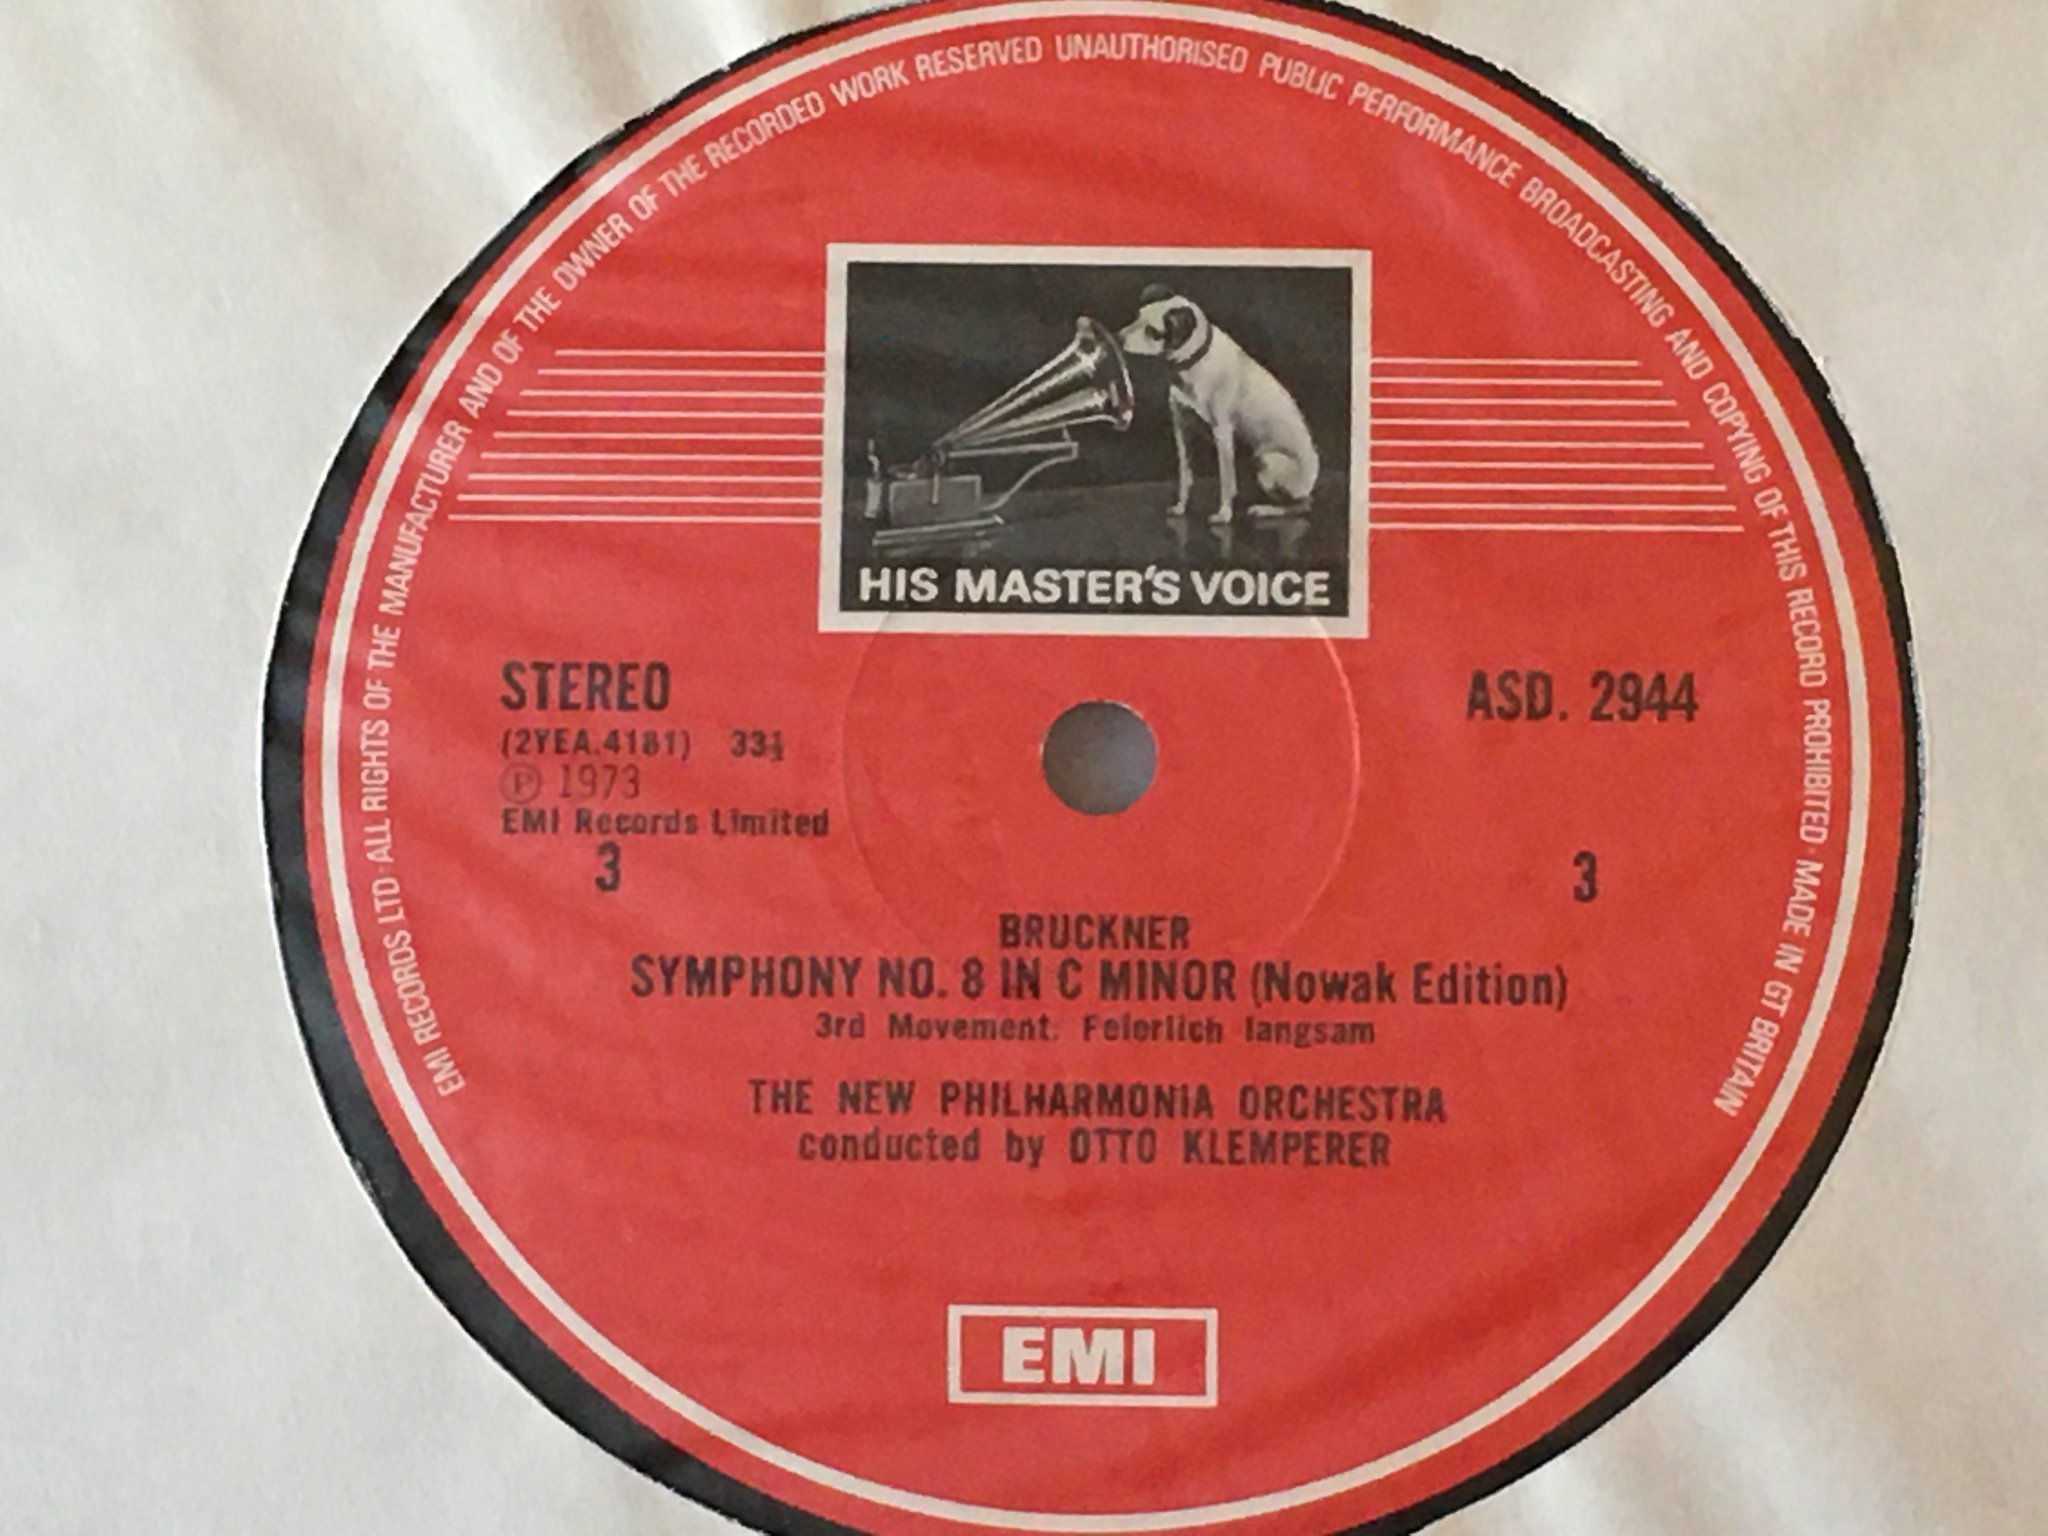 EMI RECORDS LTD · ALL RIGHTS OF THE MANUFACTURER AND OF THE OWNER OF THE RECORDED WORK RESERVED UNAUTHORISED PUBLIC PERFORMANCE BROADCASTING AND COPYING OF THIS RECORD PROHIBITED · MADE IN GT BRITAIN
HIS MASTER'S VOICE
STEREO
ASD. 2944
(2YEA.4181) 33⅓
℗ 1973
EMI Records Limited
3
3
BRUCKNER
SYMPHONY NO. 8 IN C MINOR (Nowak Edition)
3rd Movement: Feierlich langsam
THE NEW PHILHARMONIA ORCHESTRA
conducted by OTTO KLEMPERER
EMI